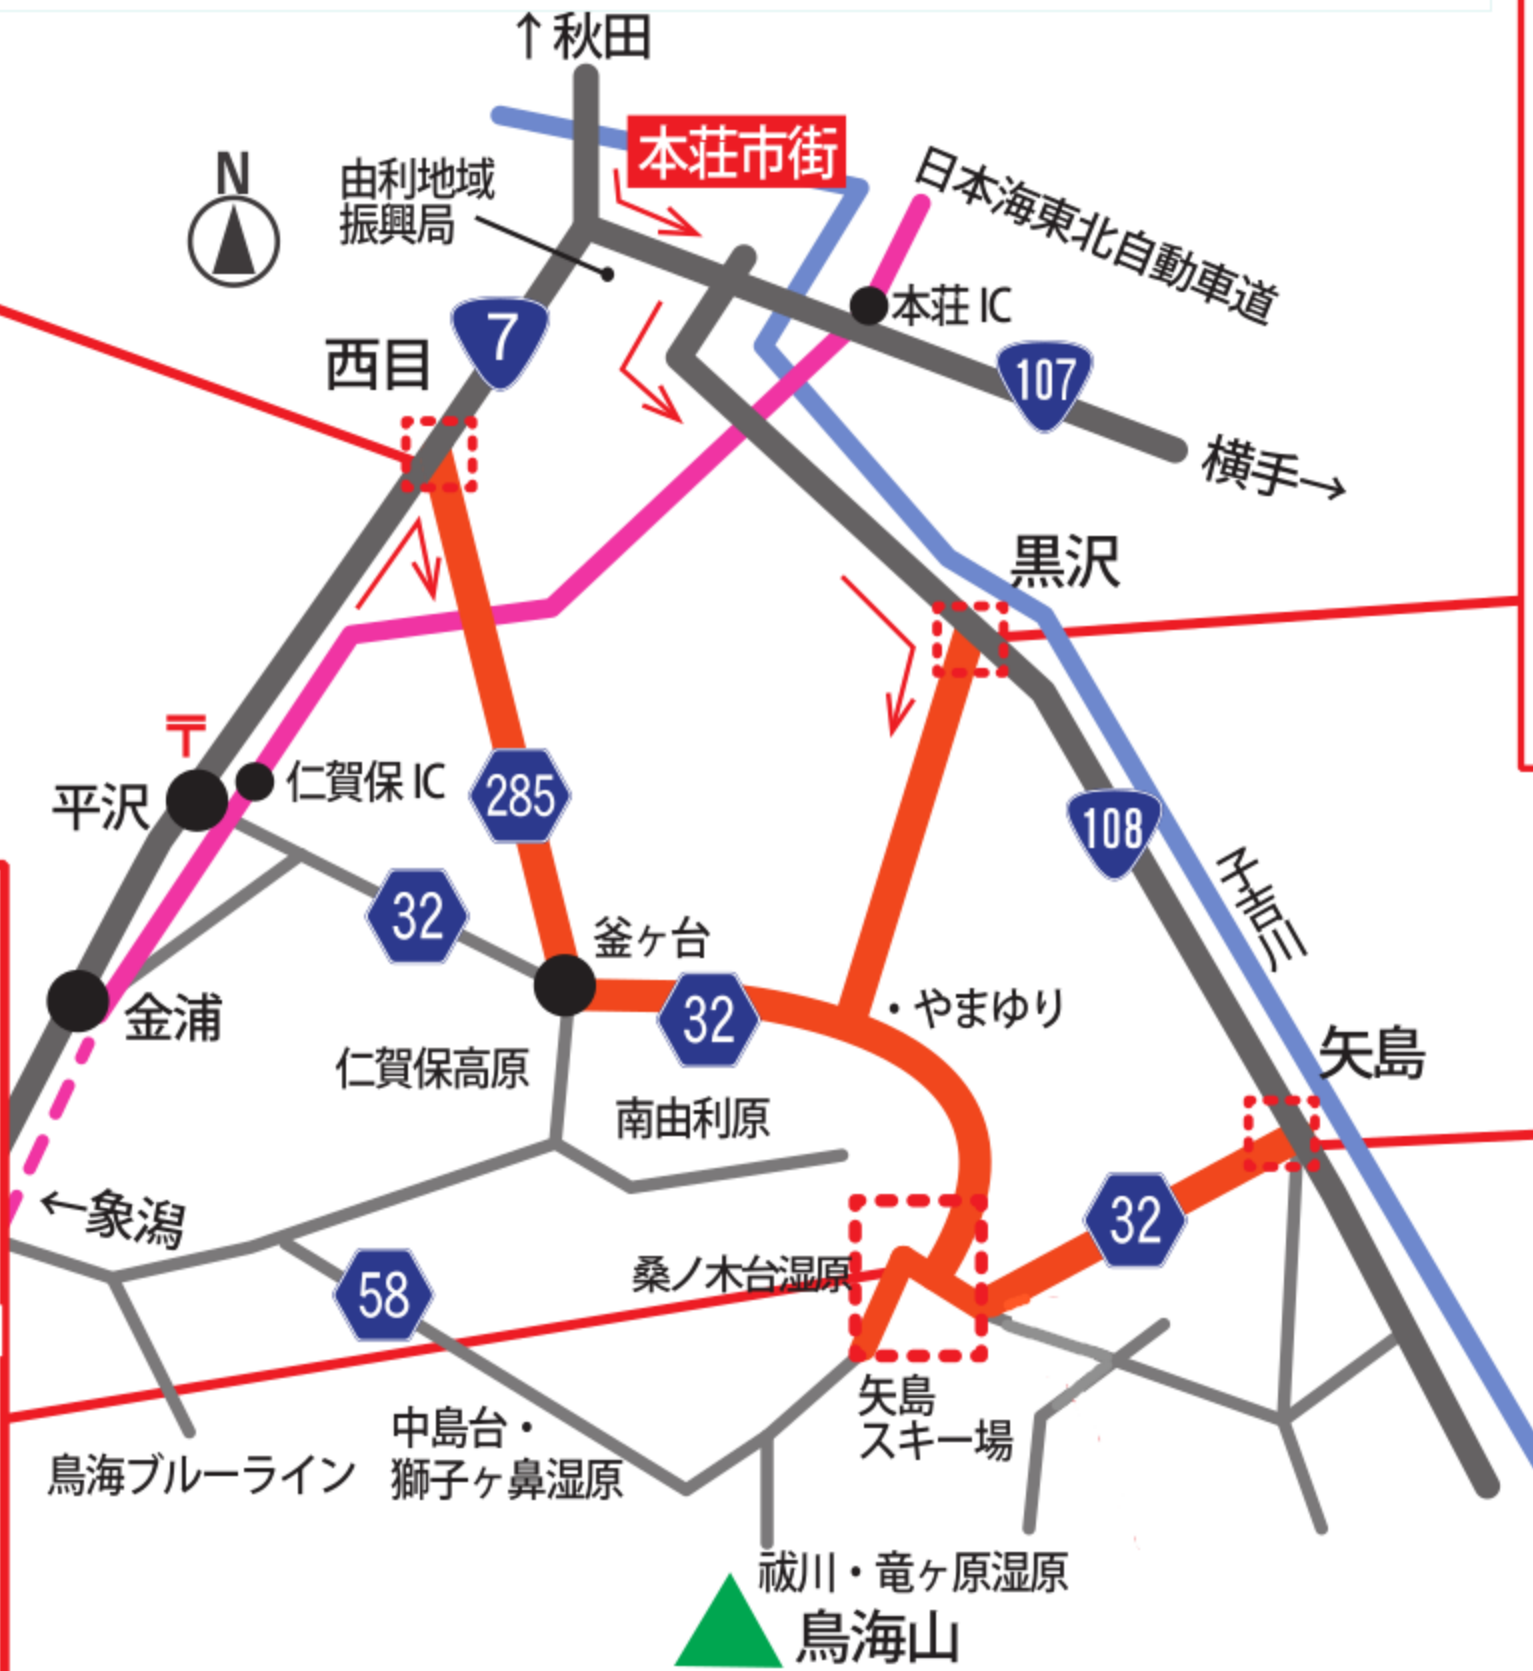 ↑秋田
本荘市街
N
由利地域
振興局
日本海東北自動車道
本荘 IC
7
西目
107
横手→
黒沢
〒
仁賀保 IC
平沢
285
108
子吉川
32
釜ヶ台
金浦
32
・やまゆり
矢島
仁賀保高原
南由利原
←象潟
32
桑ノ木台湿原
58
矢島
スキー場
中島台・
獅子ヶ鼻湿原
鳥海ブルーライン
祓川・竜ヶ原湿原
鳥海山